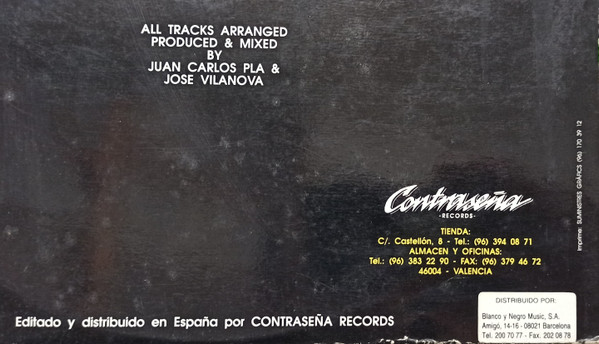 ALL TRACKS ARRANGED
PRODUCED & MIXED
BY
JUAN CARLOS PLA &
JOSE VILANOVA
Contraseña
-RECORDS-
TIENDA:
C/. Castellón, 8 - Tel.: (96) 394 08 71
ALMACEN Y OFICINAS:
Tel.: (96) 383 22 90 - FAX: (96) 379 46 72
46004 - VALENCIA
Imprime: SUMINISTRES GRÀFICS (96) 170 39 12
Editado y distribuido en España por CONTRASEÑA RECORDS
DISTRIBUIDO POR:
Blanco y Negro Music, S.A.
Amigó, 14-16 - 08021 Barcelona
Tel. 200 70 77 - Fax. 202 08 78